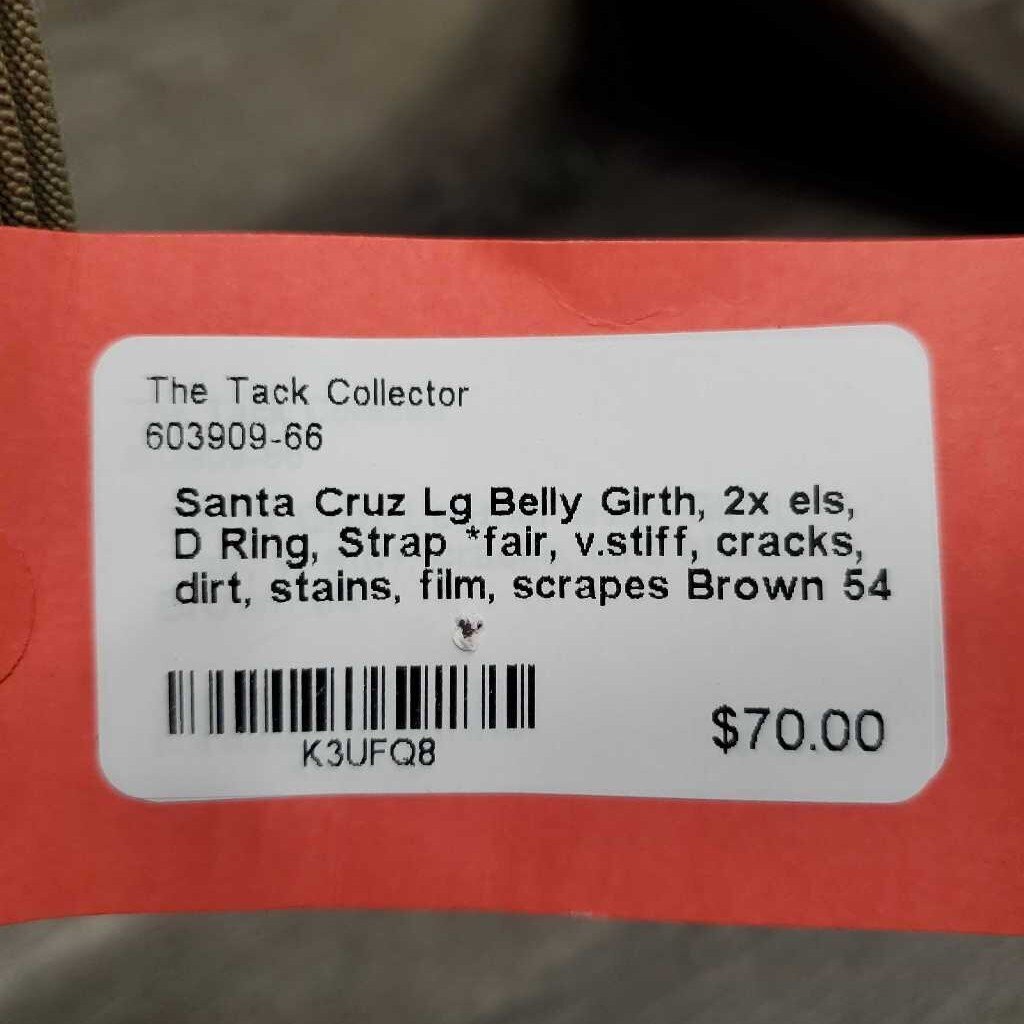 The Tack Collector
603909-66
Santa Cruz Lg Belly Girth, 2x els,
D Ring, Strap *fair, v.stiff, cracks,
dirt, stains, film, scrapes Brown 54
K3UFQ8
$70.00